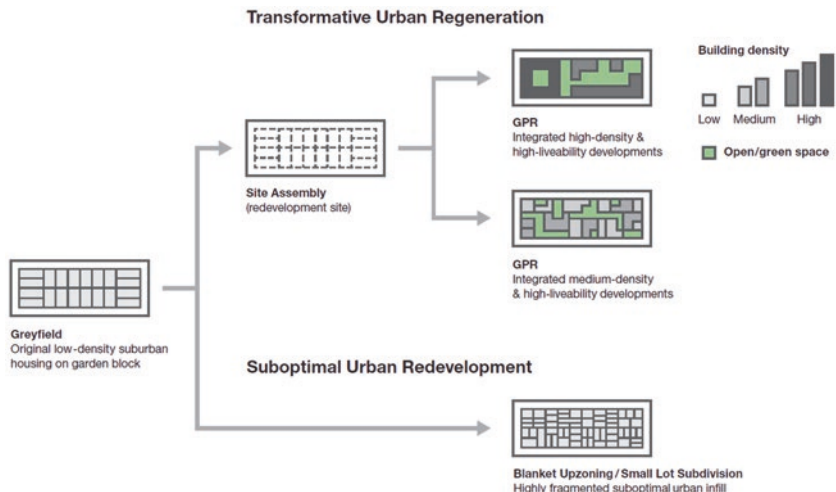 Transformative Urban Regeneration
Building density
Low Medium High
Open/green space
GPR
Integrated high-density &
high-liveability developments
Site Assembly
(redevelopment site)
GPR
Integrated medium-density
& high-liveability developments
Greyfield
Original low-density suburban
housing on garden block
Suboptimal Urban Redevelopment
Blanket Upzoning/Small Lot Subdivision
Highly fragmented suboptimal urban infill